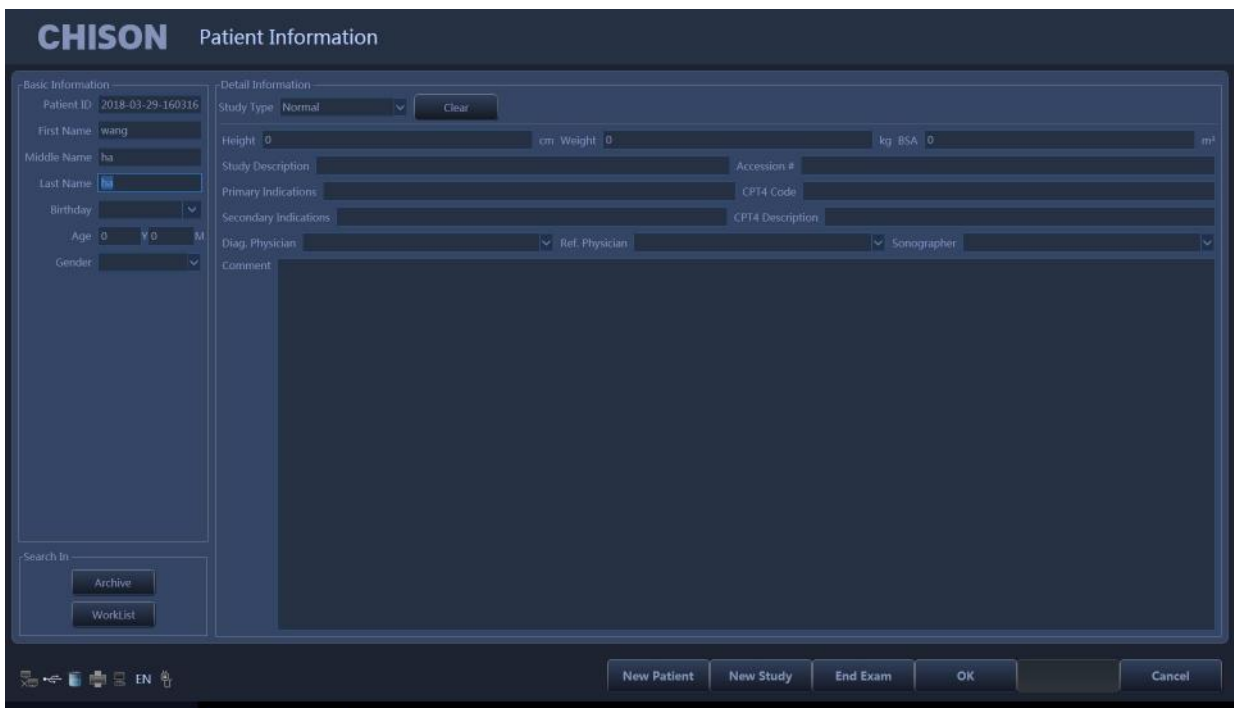 CHISON Patient Information
Basic Information
Patient ID 2018-03-29-160316
First Name wang
Middle Name ha
Last Name ha
Birthday
Age 0 Y 0 M
Gender
Search In
Archive
WorkList
Detail Information
Study Type Normal Clear
Height 0 cm Weight 0 kg BSA 0 m²
Study Description Accession #
Primary Indications CPT4 Code
Secondary Indications CPT4 Description
Diag. Physician Ref. Physician Sonographer
Comment
EN New Patient New Study End Exam OK Cancel